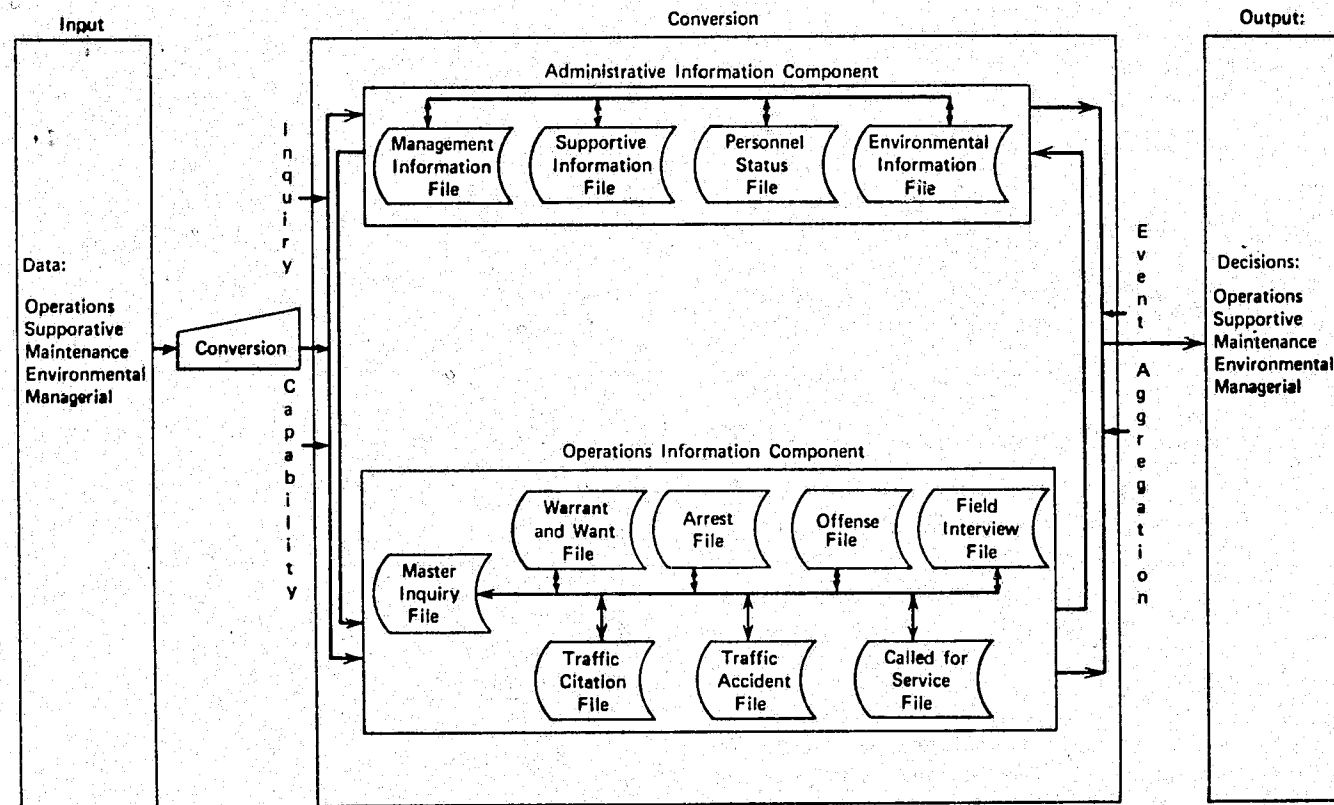 Input
Conversion
Output:
Administrative Information Component
Management
Information
File
Supportive
Information
File
Personnel
Status
File
Environmental
Information
File
Inquiry
Capability
Data:
Operations
Supporative
Maintenance
Environmental
Managerial
Conversion
Event
Aggregation
Decisions:
Operations
Supportive
Maintenance
Environmental
Managerial
Operations Information Component
Warrant
and Want
File
Arrest
File
Offense
File
Field
Interview
File
Master
Inquiry
File
Traffic
Citation
File
Traffic
Accident
File
Called for
Service
File